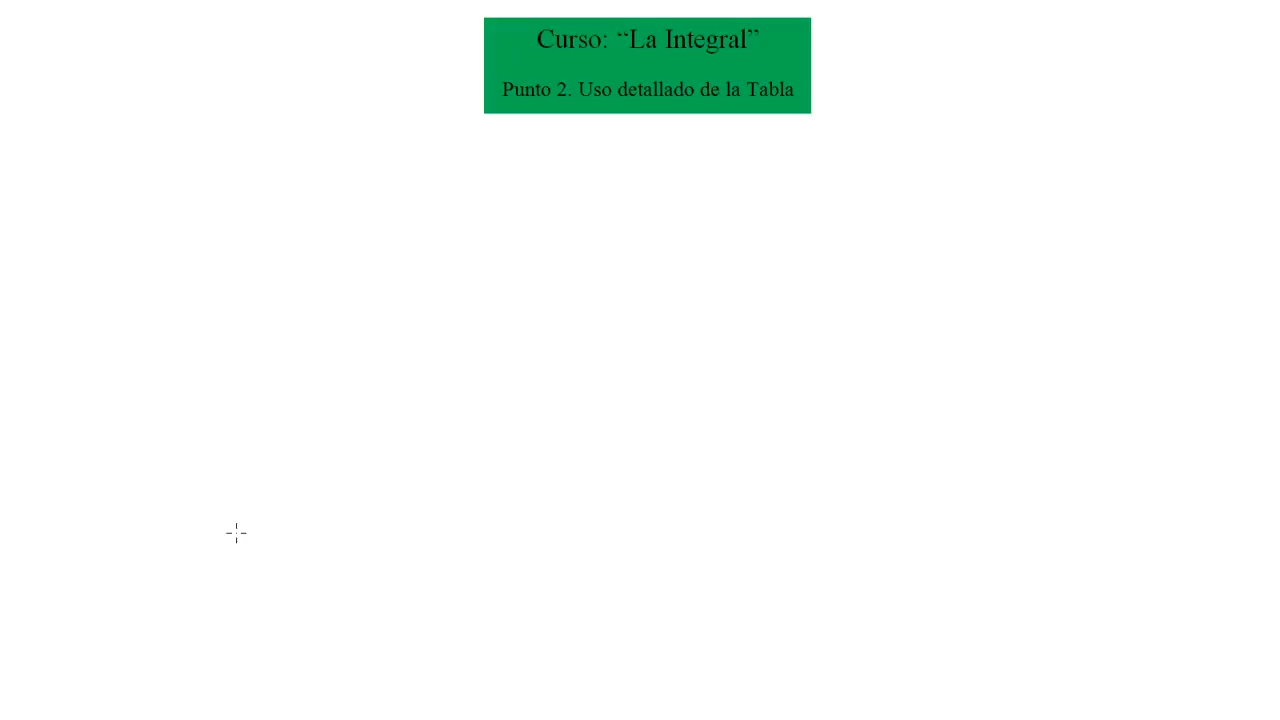 Curso: “La Integral”
Punto 2. Uso detallado de la Tabla